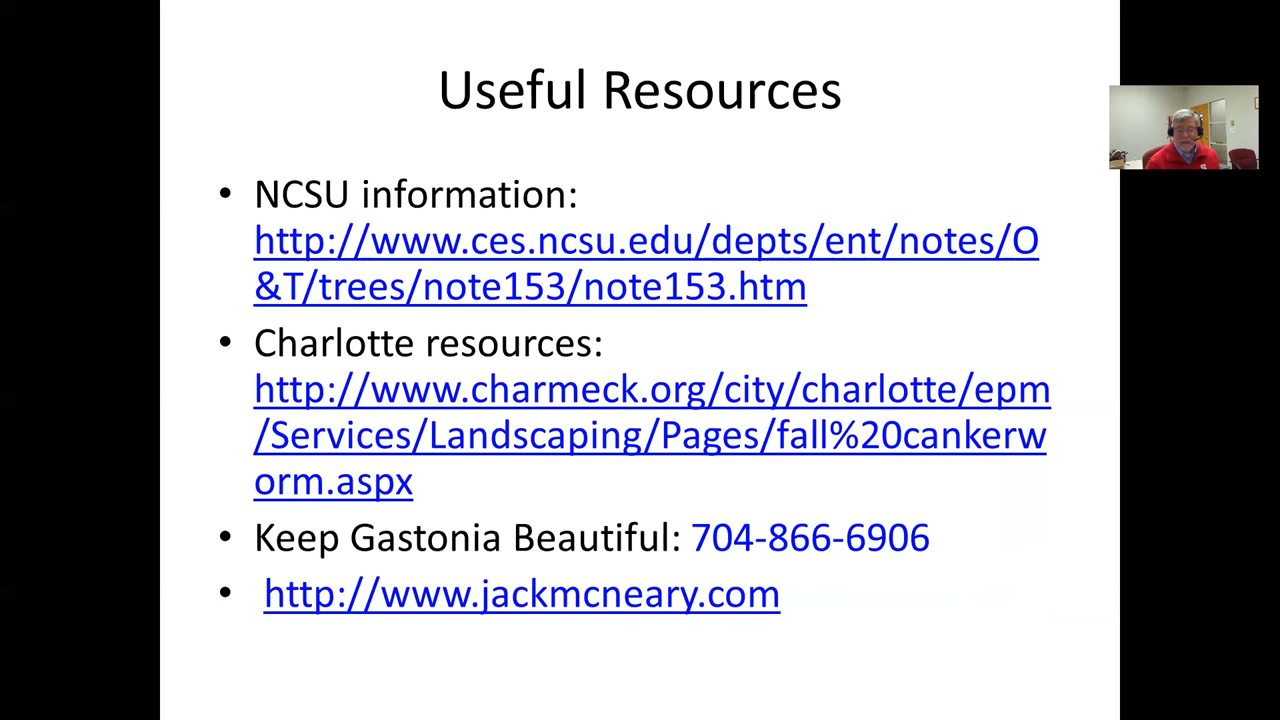 Useful Resources
• NCSU information:
http://www.ces.ncsu.edu/depts/ent/notes/O
&T/trees/note153/note153.htm
• Charlotte resources:
http://www.charmeck.org/city/charlotte/epm
/Services/Landscaping/Pages/fall%20cankerw
orm.aspx
• Keep Gastonia Beautiful: 704-866-6906
• http://www.jackmcneary.com